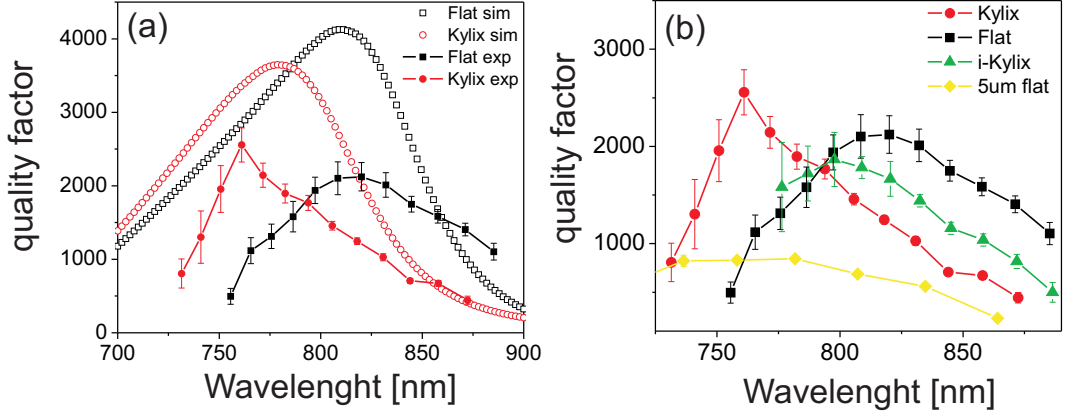 (a)
Flat sim
Kylix sim
Flat exp
Kylix exp
quality factor
4000
3000
2000
1000
0
700
750
800
850
900
Wavelenght [nm]
(b)
Kylix
Flat
i-Kylix
5um flat
quality factor
3000
2000
1000
750
800
850
Wavelenght [nm]